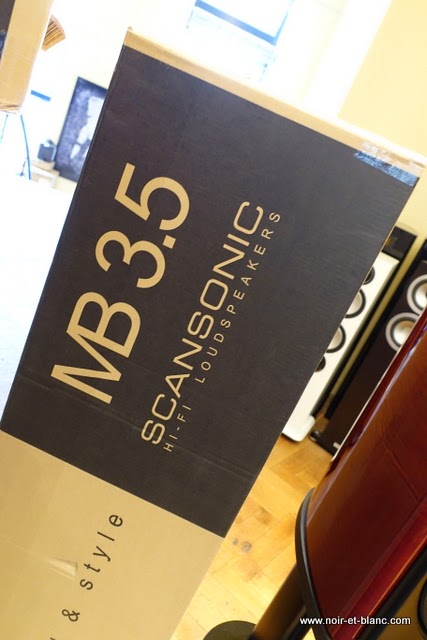 MB 3.5
SCANSONIC
HI-FI LOUDSPEAKERS
& style
www.noir-et-blanc.com